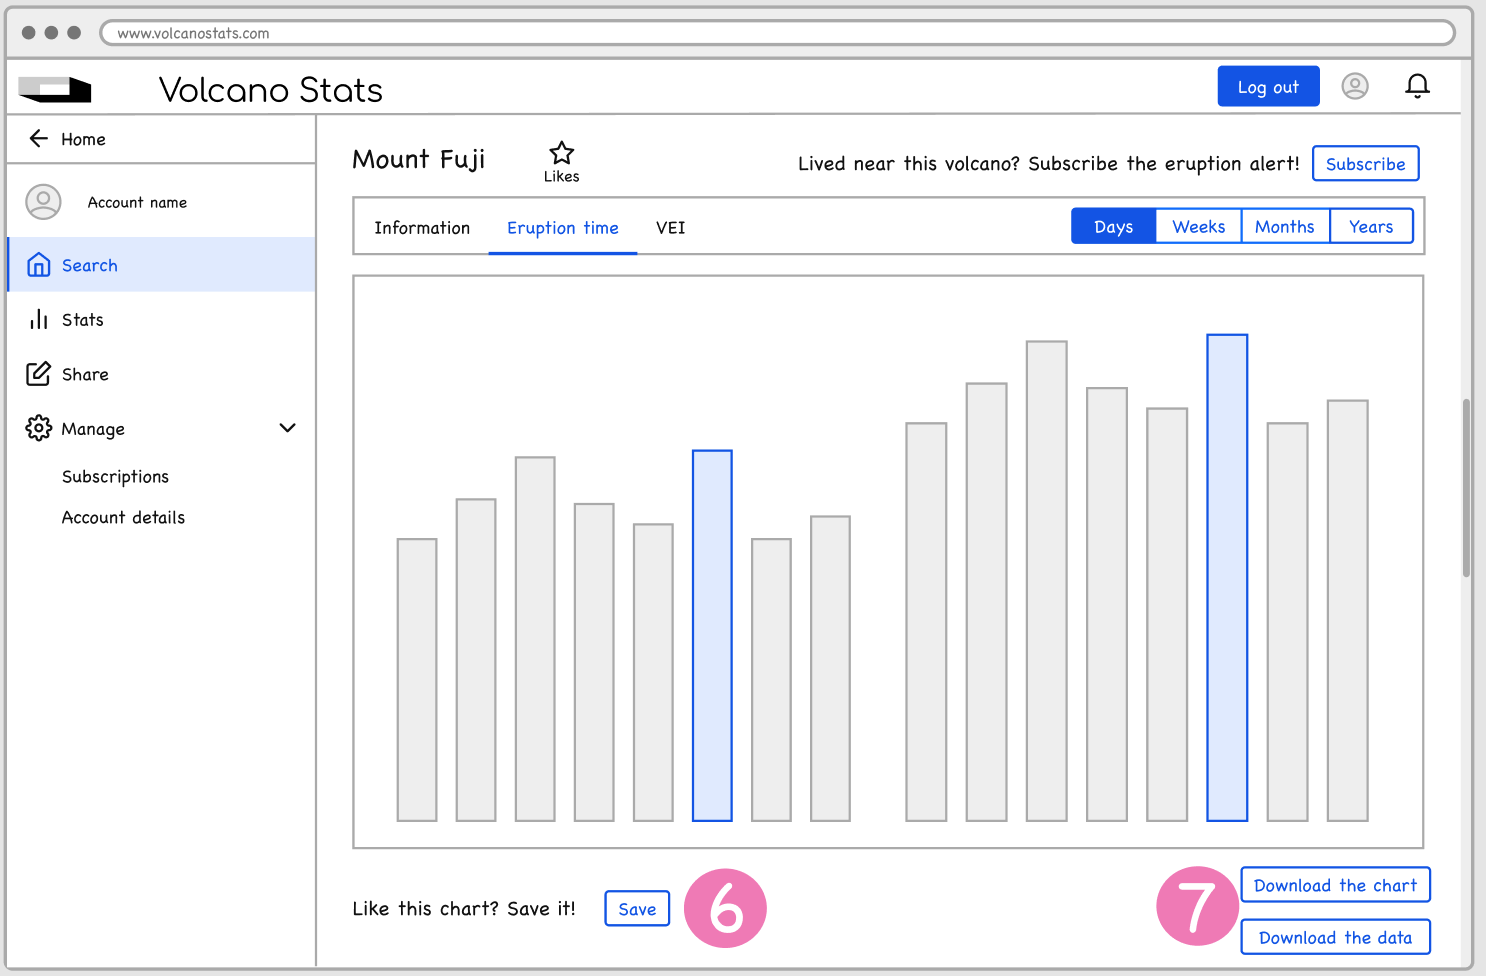 www.volcanostats.com
Volcano Stats
Log out
Home
Account name
Search
Stats
Share
Manage
Subscriptions
Account details
Mount Fuji
Likes
Lived near this volcano? Subscribe the eruption alert!
Subscribe
Information
Eruption time
VEI
Days
Weeks
Months
Years
Like this chart? Save it!
Save
6
7
Download the chart
Download the data